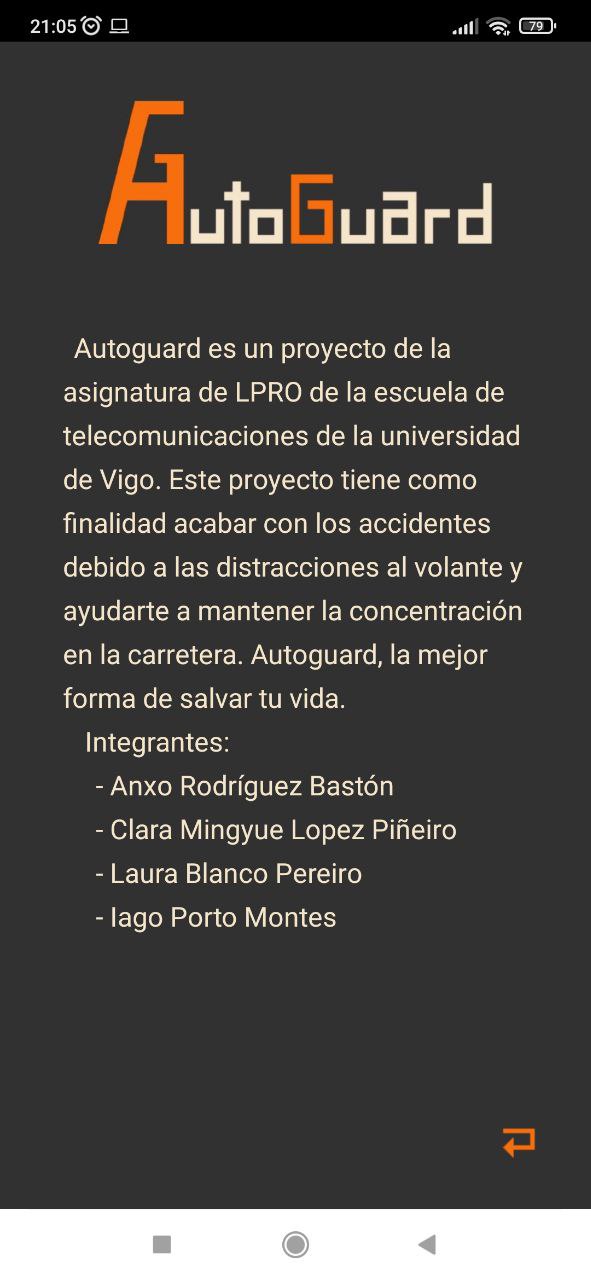 21:05
79
AutoGuard
Autoguard es un proyecto de la
asignatura de LPRO de la escuela de
telecomunicaciones de la universidad
de Vigo. Este proyecto tiene como
finalidad acabar con los accidentes
debido a las distracciones al volante y
ayudarte a mantener la concentración
en la carretera. Autoguard, la mejor
forma de salvar tu vida.
Integrantes:
- Anxo Rodríguez Bastón
- Clara Mingyue Lopez Piñeiro
- Laura Blanco Pereiro
- Iago Porto Montes